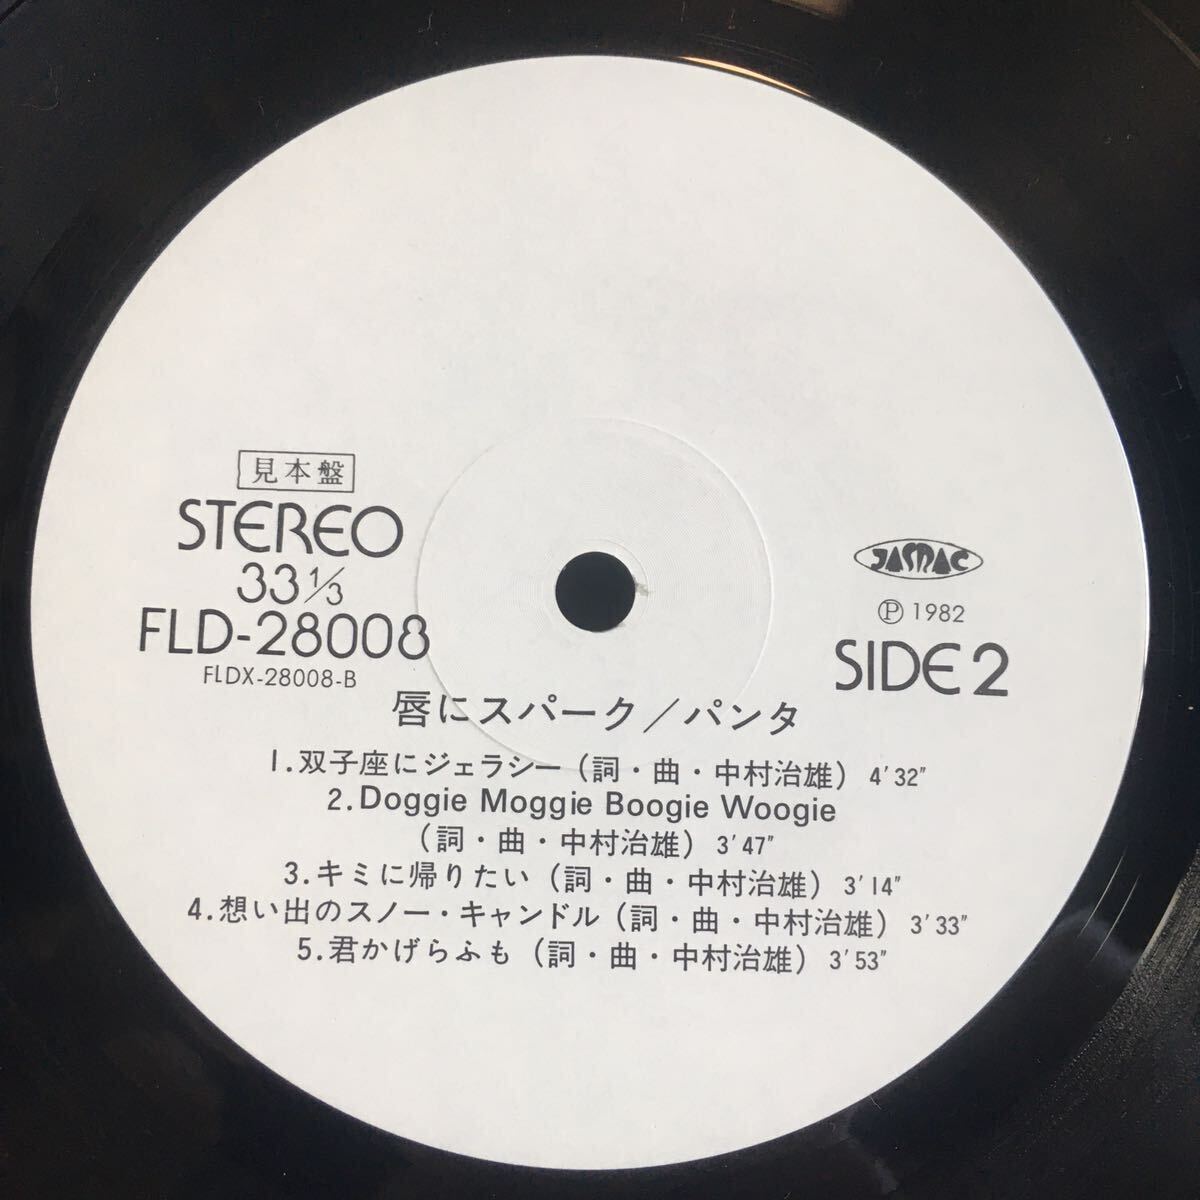 見本盤
STEREO
33 1/3
FLD-28008
FLDX-28008-B
JASRAC
Ⓟ 1982
SIDE 2
唇にスパーク/パンタ
1.双子座にジェラシー(詞・曲・中村治雄) 4'32"
2.Doggie Moggie Boogie Woogie
(詞・曲・中村治雄) 3'47"
3.キミに帰りたい(詞・曲・中村治雄) 3'14"
4.想い出のスノー・キャンドル(詞・曲・中村治雄) 3'33"
5.君かげらふも(詞・曲・中村治雄) 3'53"